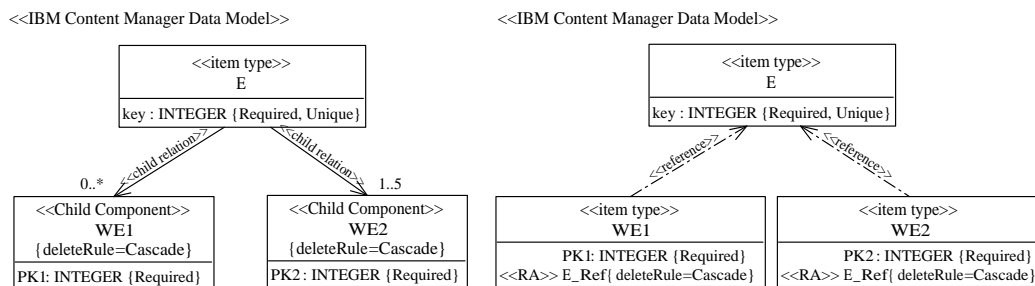 <<IBM Content Manager Data Model>>
<<item type>>
E
key : INTEGER {Required, Unique}
<<child relation>>
<<child relation>>
0..*
1..5
<<Child Component>>
WE1
{deleteRule=Cascade}
PK1: INTEGER {Required}
<<Child Component>>
WE2
{deleteRule=Cascade}
PK2 : INTEGER {Required}
<<IBM Content Manager Data Model>>
<<item type>>
E
key : INTEGER {Required, Unique}
<<reference>>
<<reference>>
<<item type>>
WE1
PK1: INTEGER {Required}
<<RA>> E_Ref{ deleteRule=Cascade}
<<item type>>
WE2
PK2 : INTEGER {Required}
<<RA>> E_Ref{ deleteRule=Cascade}